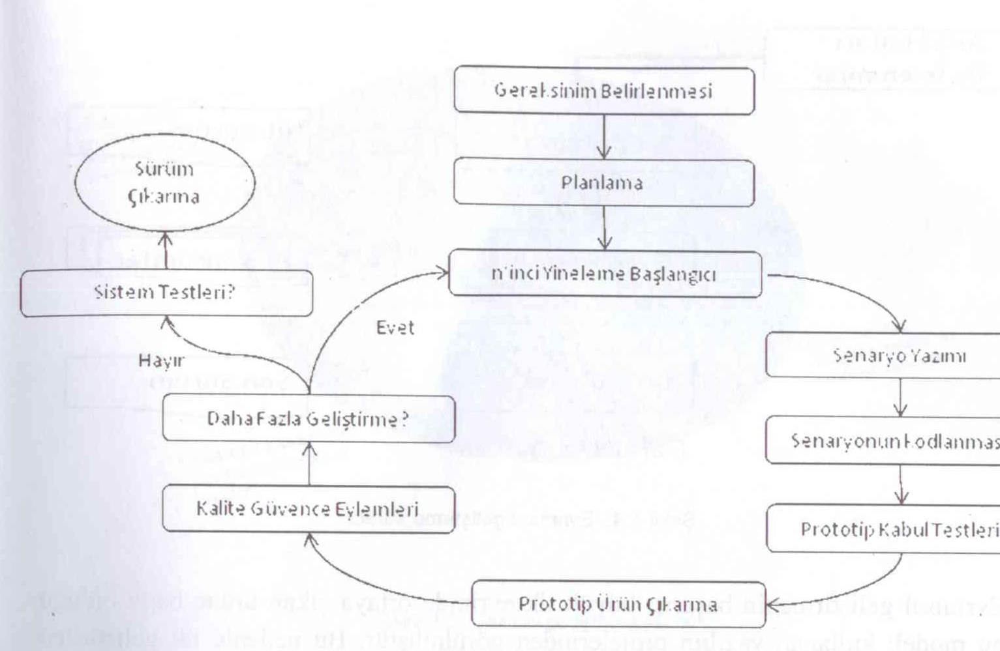 Gereksinim Belirlenmesi
Planlama
n'inci Yineleme Başlangıcı
Senaryo Yazımı
Senaryonun kodlanmas
Prototip Kabul Testleri
Prototip Ürün Çıkarma
Kalite Güvence Eylemleri
Daha Fazla Geliştirme?
Evet
Hayır
Sistem Testleri?
Sürüm
Çıkarma